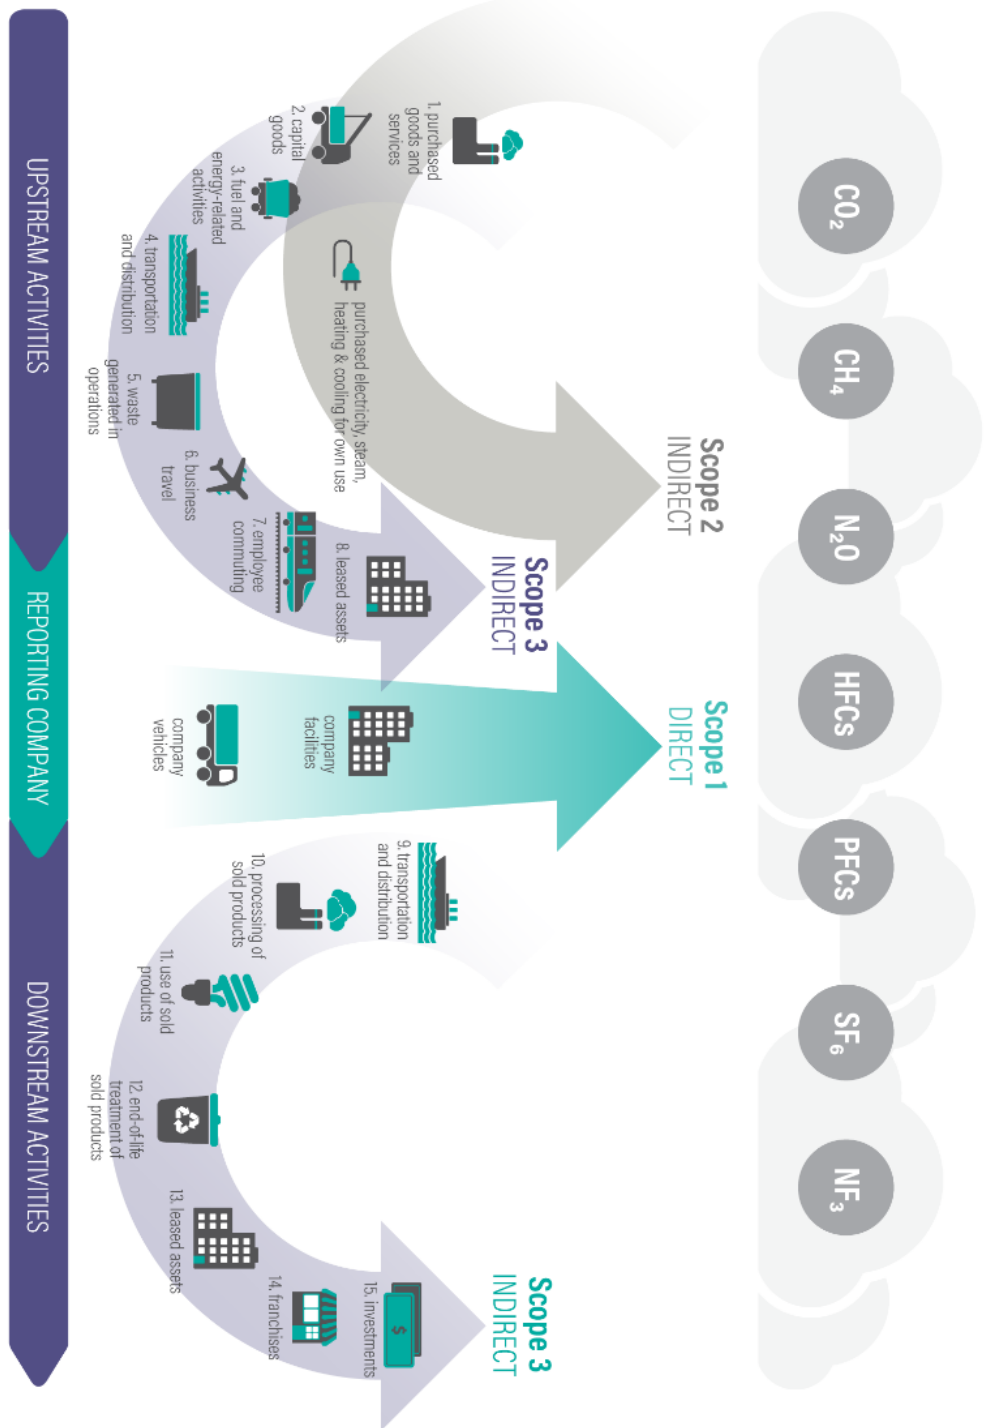 CO₂
CH₄
N₂O
HFCs
PFCs
SF₆
NF₃
Scope 2
INDIRECT
Scope 1
DIRECT
Scope 3
INDIRECT
Scope 3
INDIRECT
purchased electricity, steam,
heating & cooling for own use
1. purchased
goods and
services
2. capital
goods
3. fuel and
energy-related
activities
4. transportation
and distribution
5. waste
generated in
operations
6. business
travel
7. employee
commuting
8. leased assets
company
facilities
company
vehicles
9. transportation
and distribution
10. processing of
sold products
11. use of sold
products
12. end-of-life
treatment of
sold products
13. leased assets
14. franchises
15. investments
$
UPSTREAM ACTIVITIES
REPORTING COMPANY
DOWNSTREAM ACTIVITIES